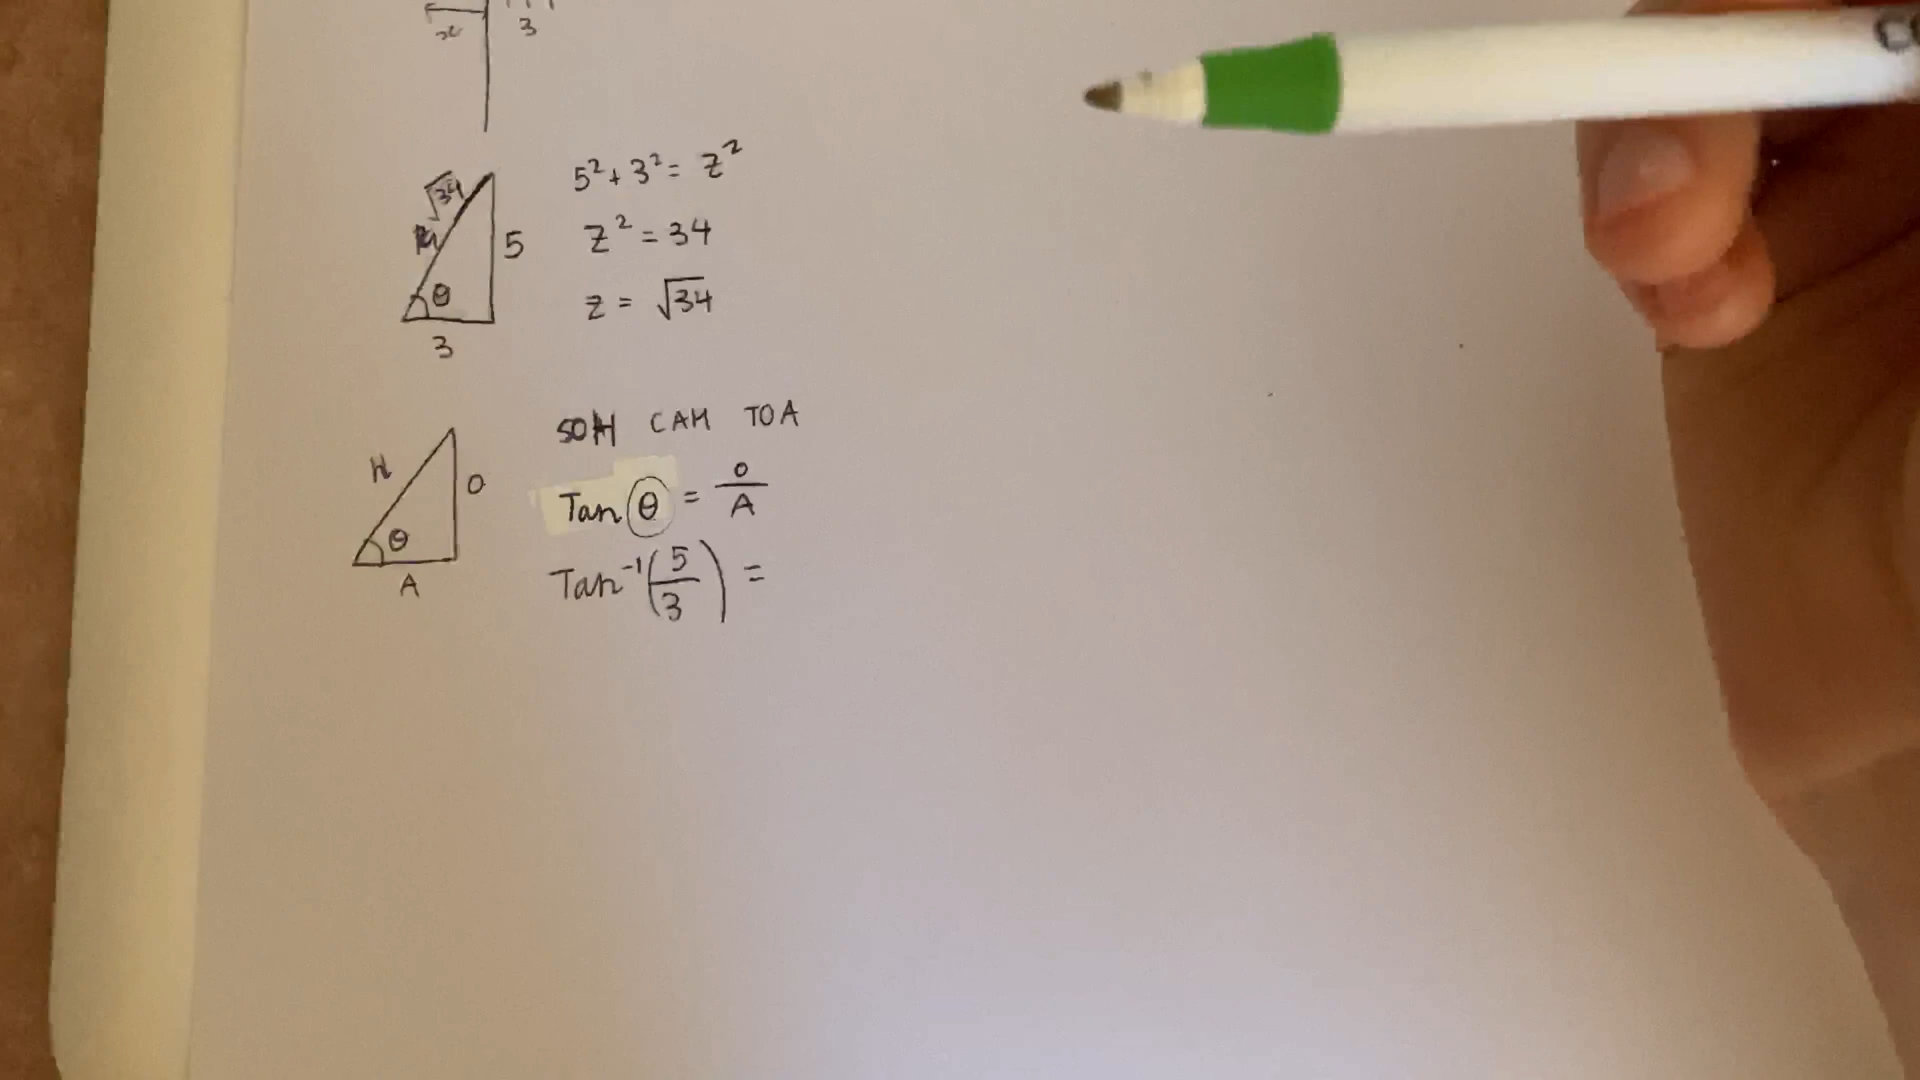 x 3
√34 5² + 3² = z²
5 z² = 34
θ z = √34
3
SOH CAH TOA
H O Tan θ = O/A
θ Tan⁻¹(5/3) =
A